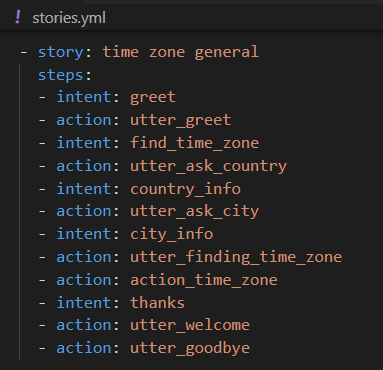 ! stories.yml
- story: time zone general
steps:
- intent: greet
- action: utter_greet
- intent: find_time_zone
- action: utter_ask_country
- intent: country_info
- action: utter_ask_city
- intent: city_info
- action: utter_finding_time_zone
- action: action_time_zone
- intent: thanks
- action: utter_welcome
- action: utter_goodbye